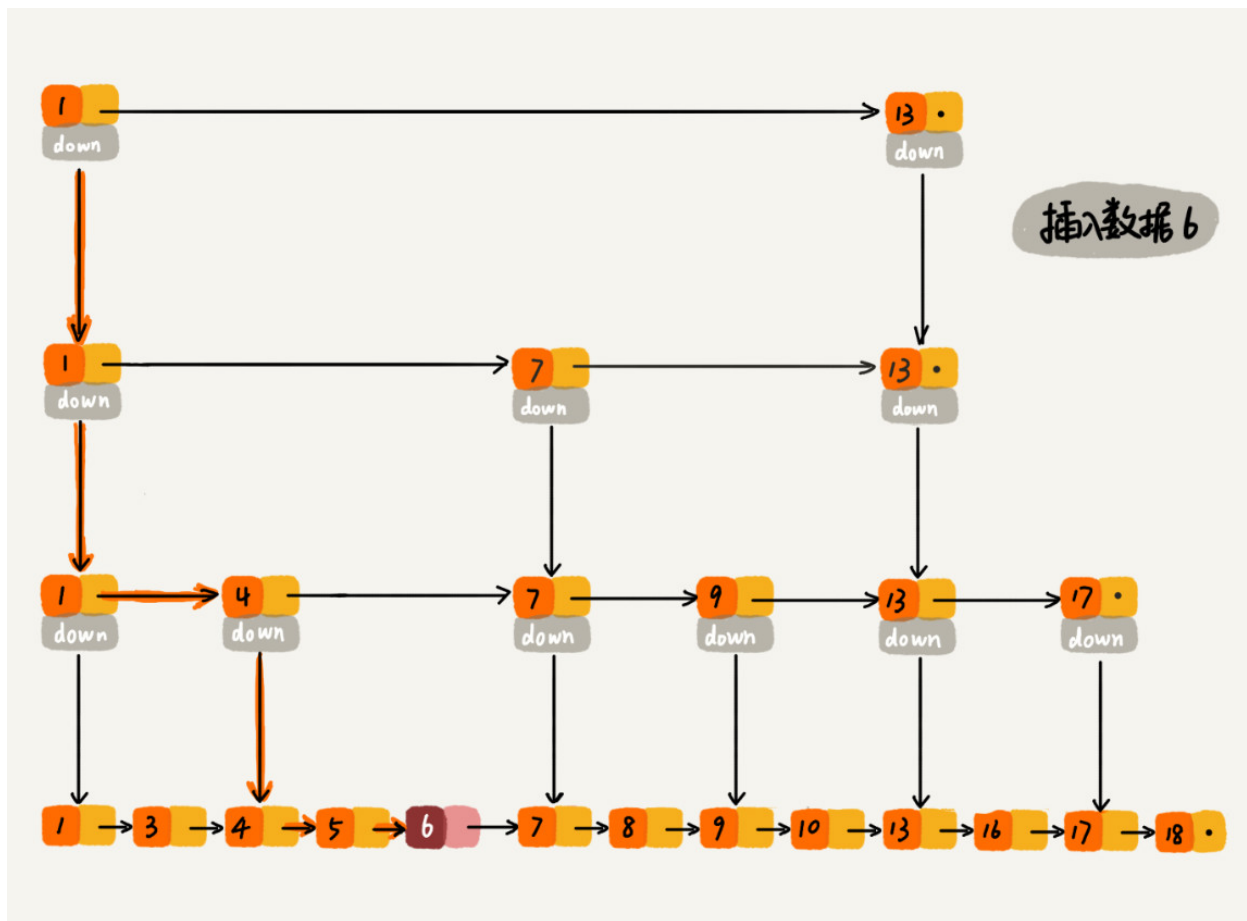 1 13
down down
插入数据6
1 7 13
down down down
1 4 7 9 13 17
down down down down down down
1 3 4 5 6 7 8 9 10 13 16 17 18